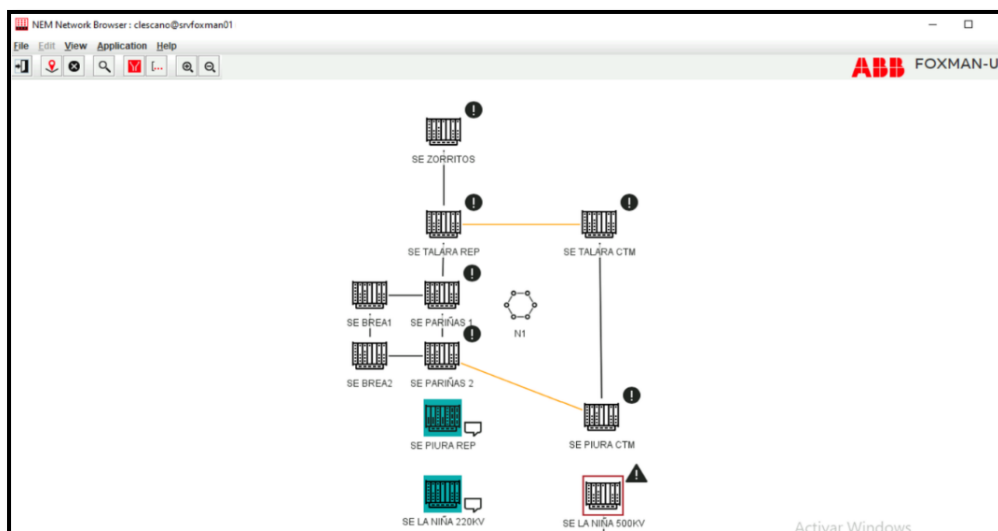 NEM Network Browser : clescano@srvfoxman01
File Edit View Application Help
ABB FOXMAN-U
SE ZORRITOS
SE TALARA REP
SE TALARA CTM
SE BREA1
SE PARIÑAS 1
N1
SE BREA2
SE PARIÑAS 2
SE PIURA REP
SE PIURA CTM
SE LA NIÑA 220KV
SE LA NIÑA 500KV
Activar Windows